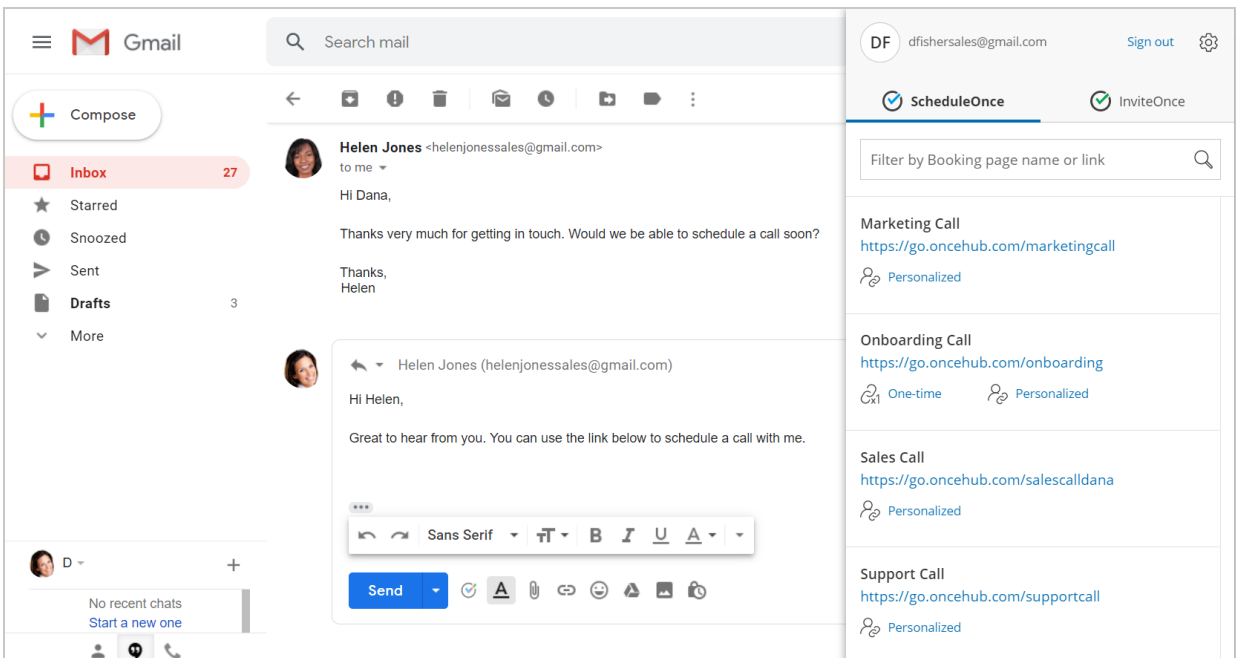 Gmail
Compose
Inbox 27
Starred
Snoozed
Sent
Drafts 3
More
D
No recent chats
Start a new one
Search mail
Helen Jones <helenjonessales@gmail.com>
to me
Hi Dana,
Thanks very much for getting in touch. Would we be able to schedule a call soon?
Thanks,
Helen
Helen Jones (helenjonessales@gmail.com)
Hi Helen,
Great to hear from you. You can use the link below to schedule a call with me.
Sans Serif TT B I U A
Send A
DF dfishersales@gmail.com Sign out
ScheduleOnce InviteOnce
Filter by Booking page name or link
Marketing Call
https://go.oncehub.com/marketingcall
Personalized
Onboarding Call
https://go.oncehub.com/onboarding
x1 One-time Personalized
Sales Call
https://go.oncehub.com/salescalldana
Personalized
Support Call
https://go.oncehub.com/supportcall
Personalized